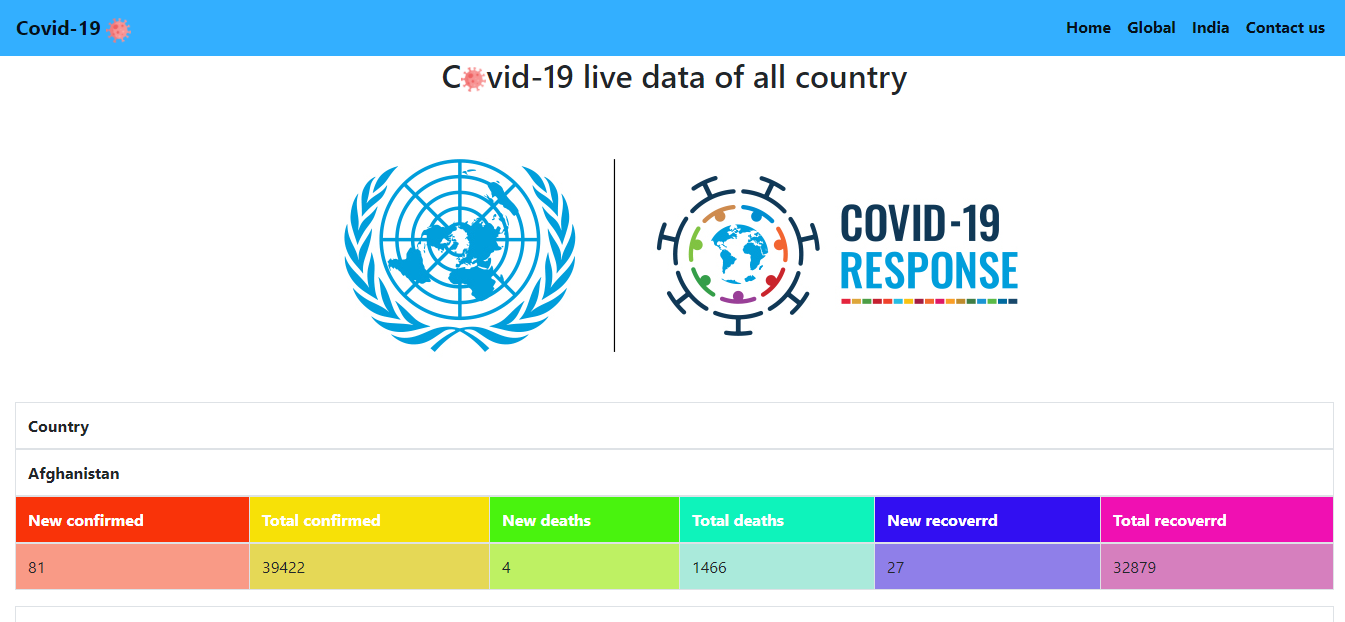 Covid-19
Home Global India Contact us
Cvid-19 live data of all country
COVID-19
RESPONSE
Country
Afghanistan
New confirmed Total confirmed New deaths Total deaths New recoverrd Total recoverrd
81 39422 4 1466 27 32879